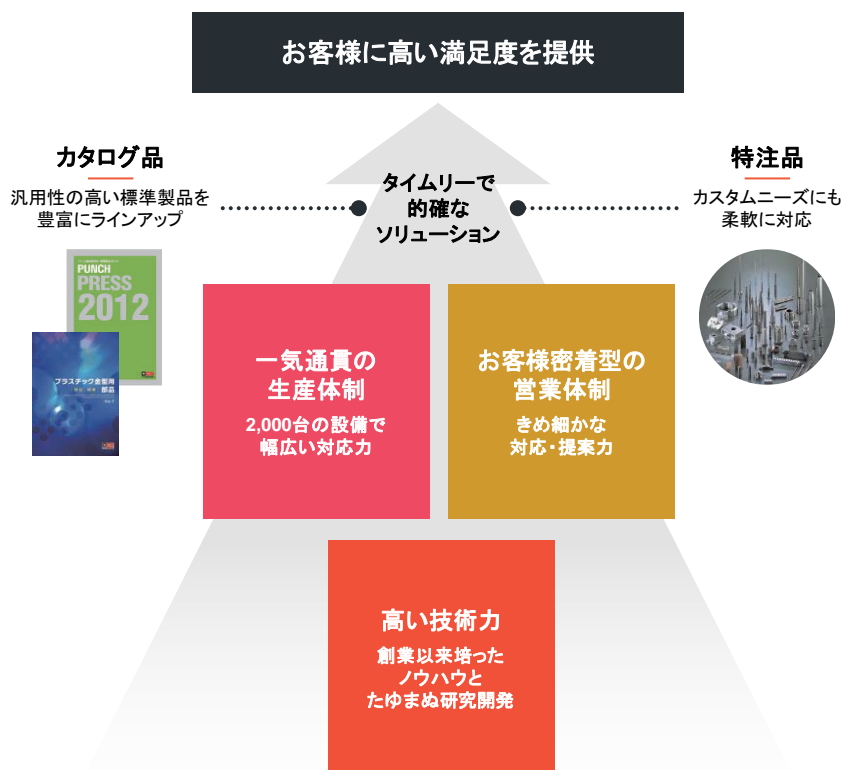 お客様に高い満足度を提供
カタログ品
汎用性の高い標準製品を
豊富にラインアップ
タイムリーで
的確な
ソリューション
特注品
カスタムニーズにも
柔軟に対応
PUNCH
PRESS
2012
プラスチック金型用
部品
一気通貫の
生産体制
2,000台の設備で
幅広い対応力
お客様密着型の
営業体制
きめ細かな
対応・提案力
高い技術力
創業以来培った
ノウハウと
たゆまぬ研究開発